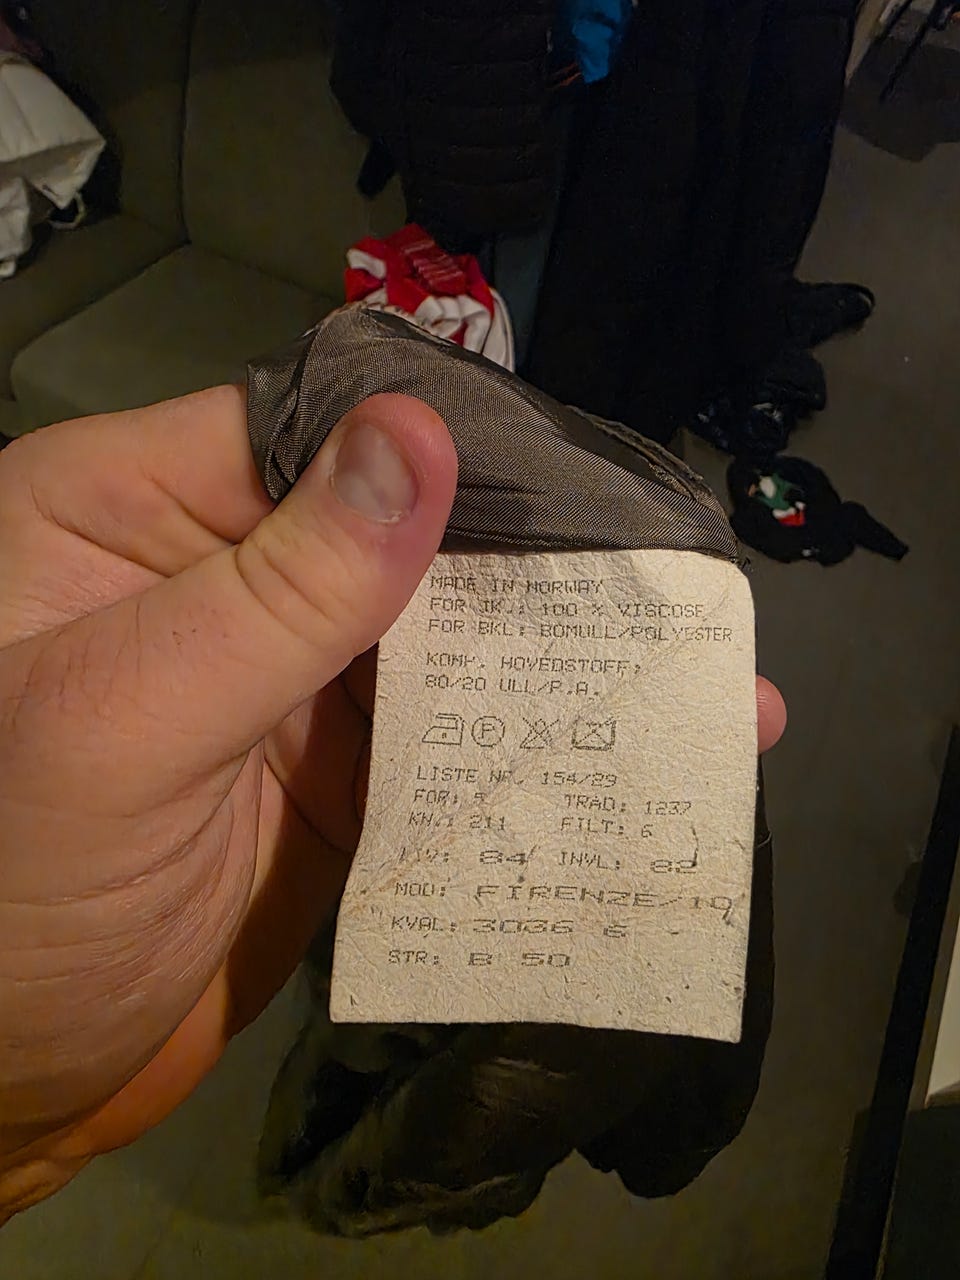 MADE IN NORWAY
FOR JK.: 100 % VISCOSE
FOR BKL: BOMULL/POLYESTER
KOMP. HOVEDSTOFF:
80/20 ULL/P.A.
P
LISTE NR. 154/29
FOR: 5 TRAD: 1237
KN.: 211 FILT: 6
LIV: 84 INVL: 82
MOD: FIRENZE/10
KVAL: 3036 6 -
STR: B 50